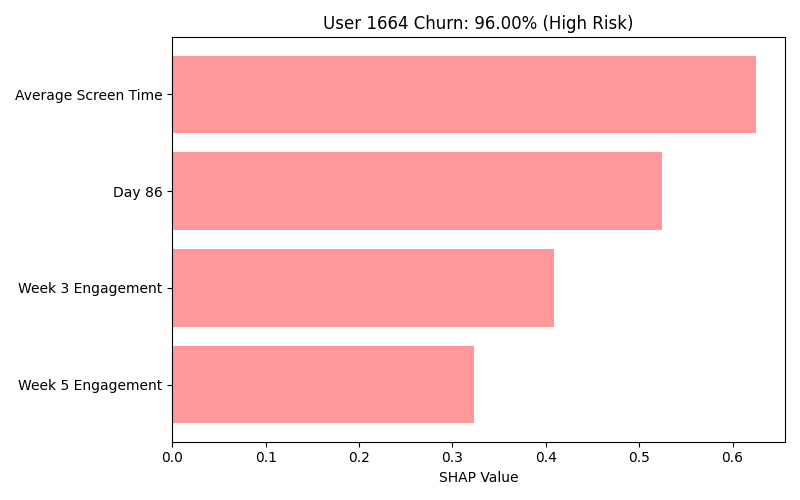 User 1664 Churn: 96.00% (High Risk)
Average Screen Time
Day 86
Week 3 Engagement
Week 5 Engagement
0.0 0.1 0.2 0.3 0.4 0.5 0.6
SHAP Value